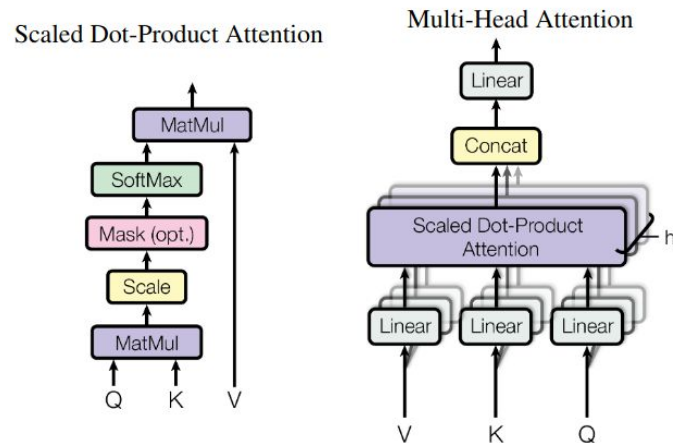 Scaled Dot-Product Attention
MatMul
SoftMax
Mask (opt.)
Scale
MatMul
Q K V
Multi-Head Attention
Linear
Concat
Scaled Dot-Product
Attention
h
Linear Linear Linear
V K Q